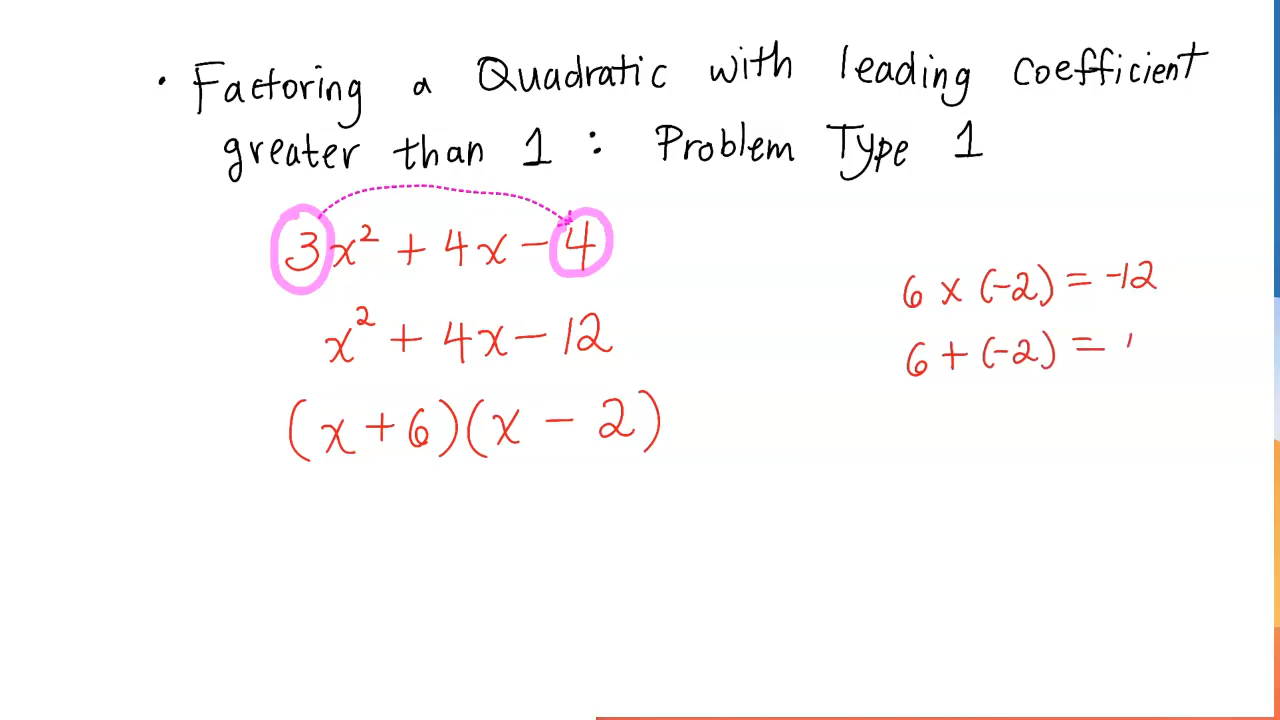 • Factoring a Quadratic with leading coefficient
greater than 1 : Problem Type 1
3x² + 4x - 4
x² + 4x - 12
(x + 6)(x - 2)
6 × (-2) = -12
6 + (-2) =